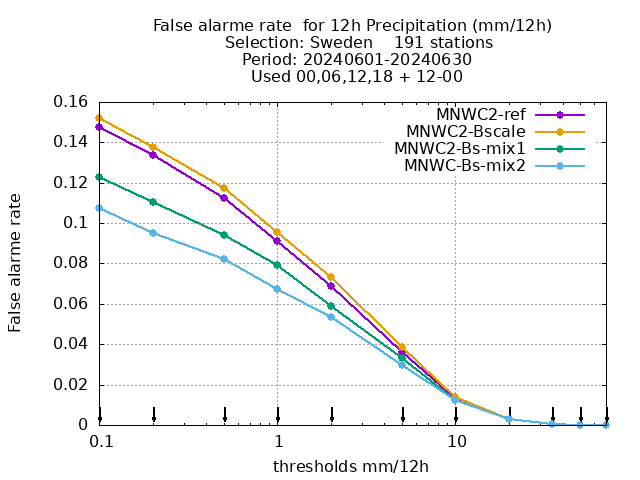 False alarme rate  for 12h Precipitation (mm/12h)
Selection: Sweden    191 stations
Period: 20240601-20240630
Used 00,06,12,18 + 12-00
MNWC2-ref
MNWC2-Bscale
MNWC2-Bs-mix1
MNWC-Bs-mix2
False alarme rate
0.16
0.14
0.12
0.1
0.08
0.06
0.04
0.02
0
0.1 1 10
thresholds mm/12h